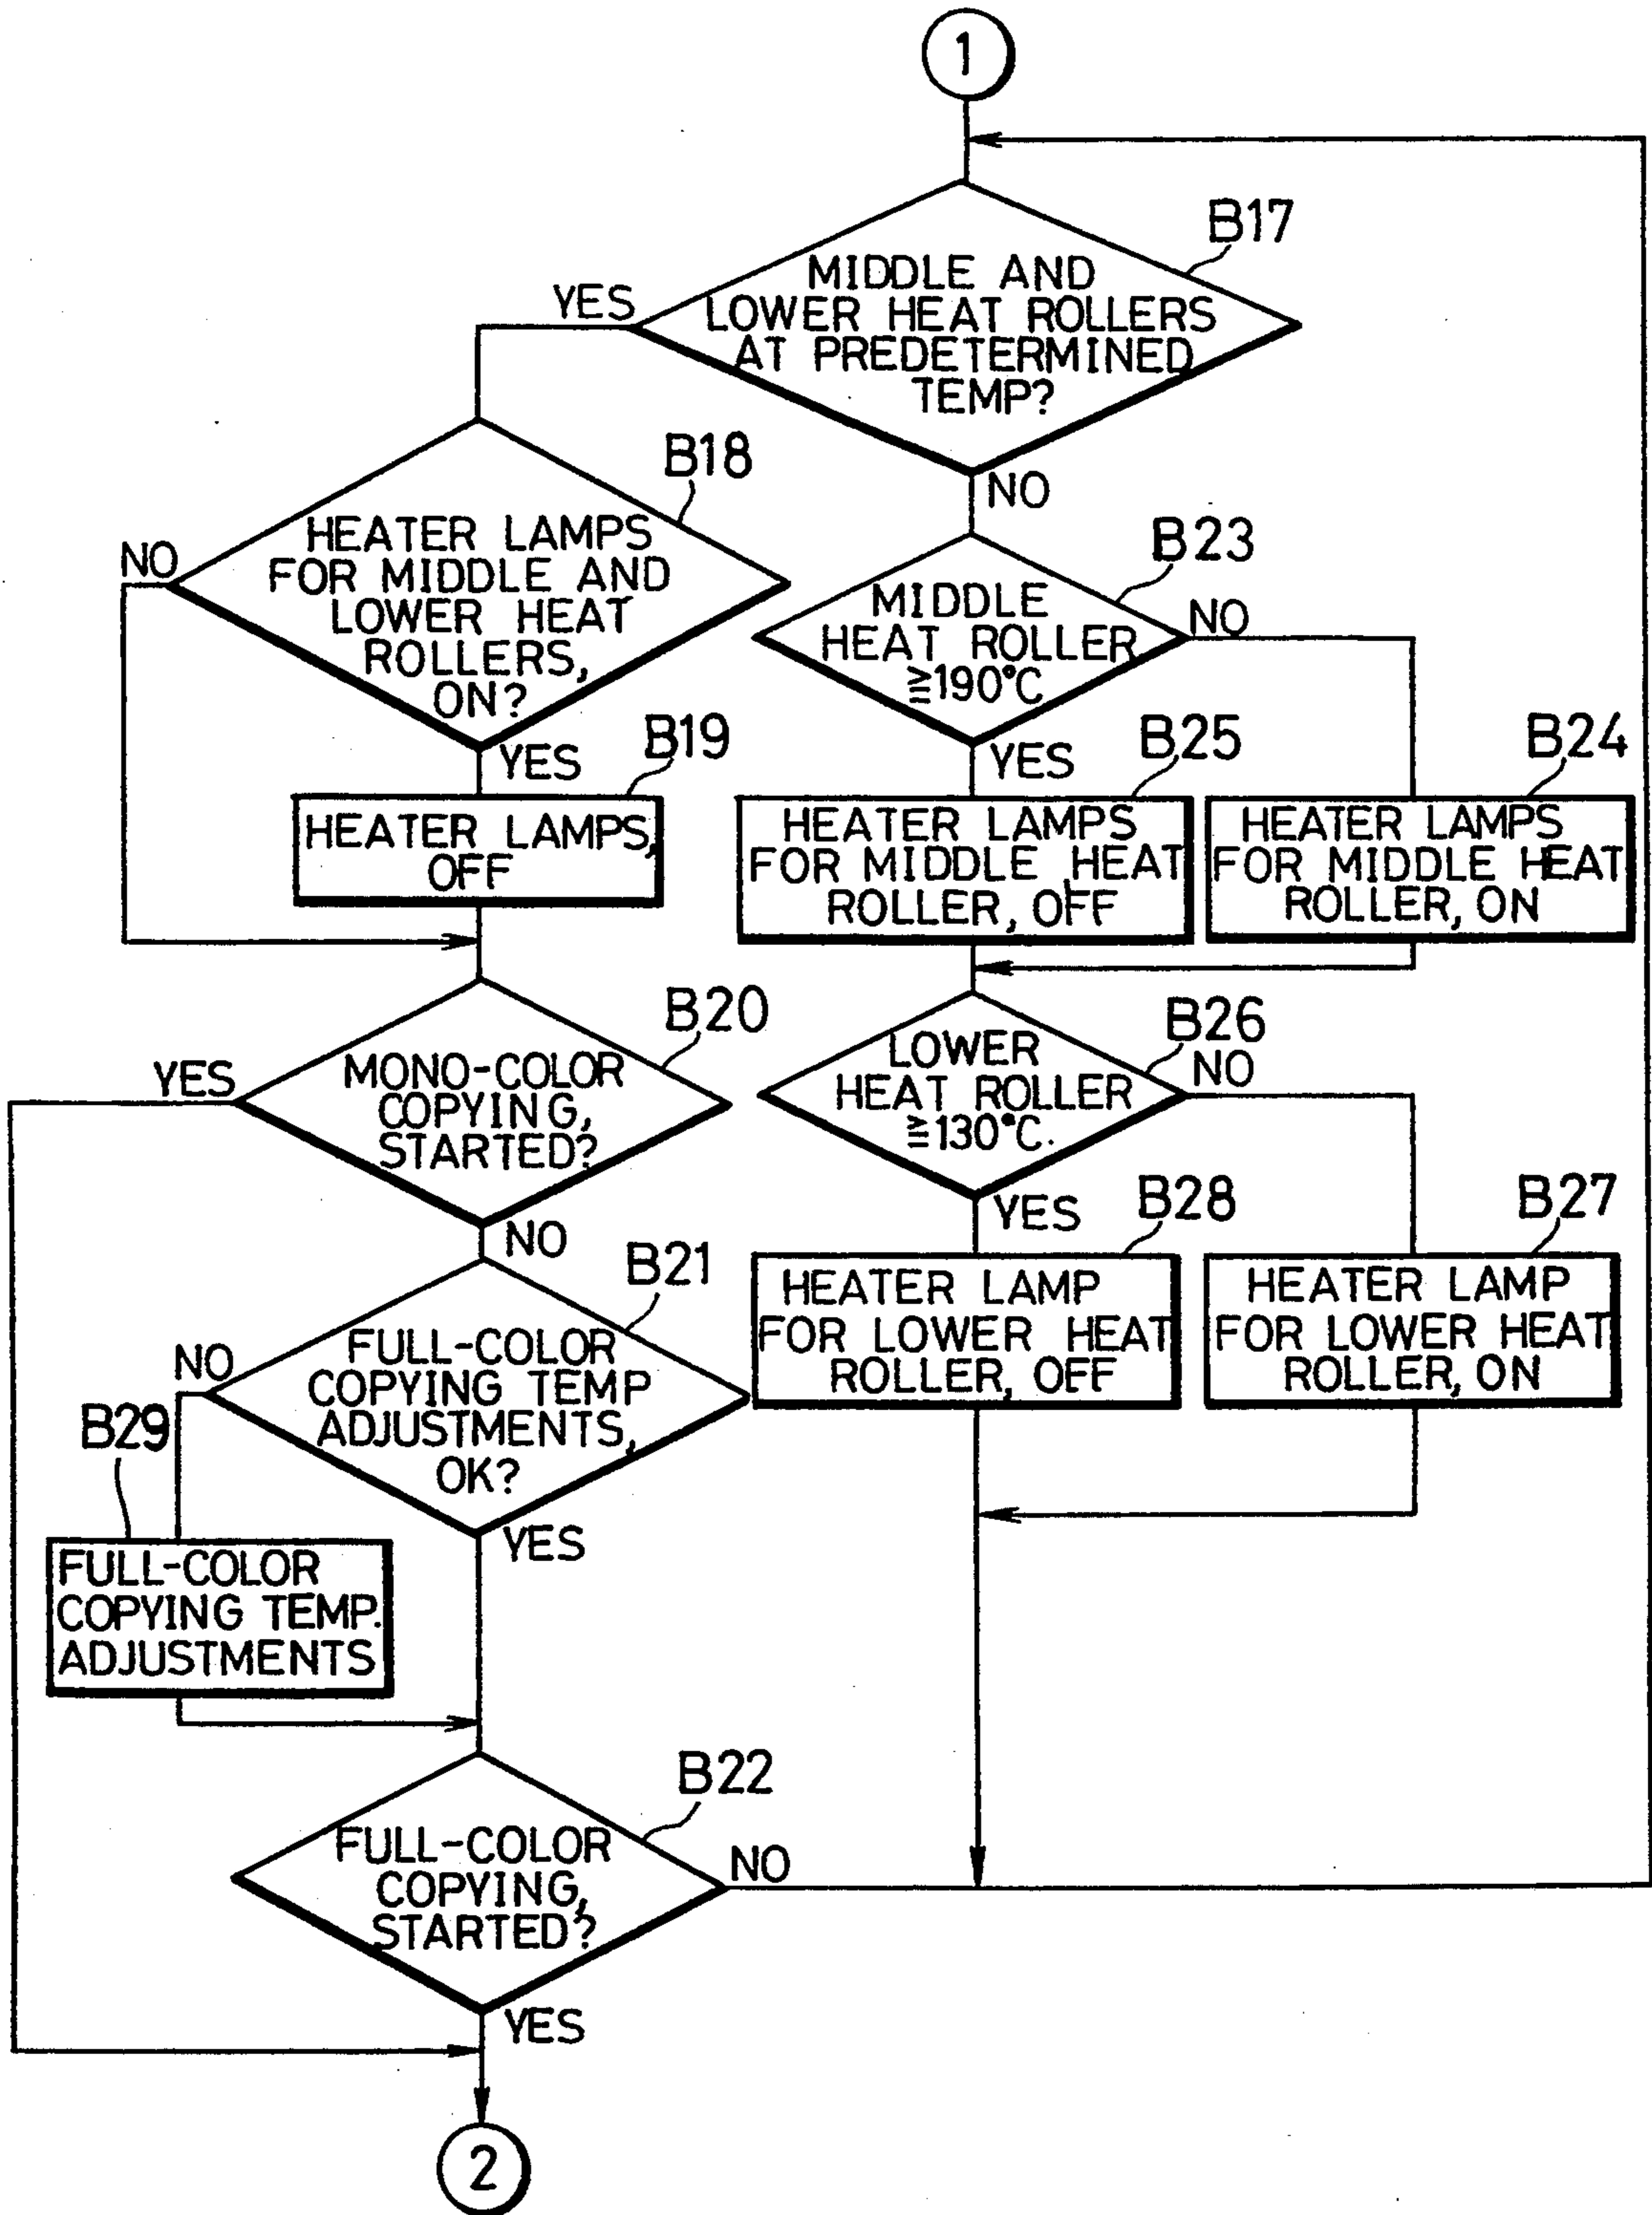 1
B17
MIDDLE AND
LOWER HEAT ROLLERS
AT PREDETERMINED
TEMP?
YES
NO
B18
HEATER LAMPS
FOR MIDDLE AND
LOWER HEAT
ROLLERS,
ON?
NO
YES
B23
MIDDLE
HEAT ROLLER
≧190°C
NO
YES
B19
HEATER LAMPS,
OFF
B25
HEATER LAMPS
FOR MIDDLE HEAT
ROLLER, OFF
B24
HEATER LAMPS
FOR MIDDLE HEAT
ROLLER, ON
B20
MONO-COLOR
COPYING,
STARTED?
YES
NO
B26
LOWER
HEAT ROLLER
≧130°C.
NO
YES
B21
FULL-COLOR
COPYING TEMP
ADJUSTMENTS,
OK?
NO
YES
B28
HEATER LAMP
FOR LOWER HEAT
ROLLER, OFF
B27
HEATER LAMP
FOR LOWER HEAT
ROLLER, ON
B29
FULL-COLOR
COPYING TEMP.
ADJUSTMENTS
B22
FULL-COLOR
COPYING,
STARTED?
NO
YES
2